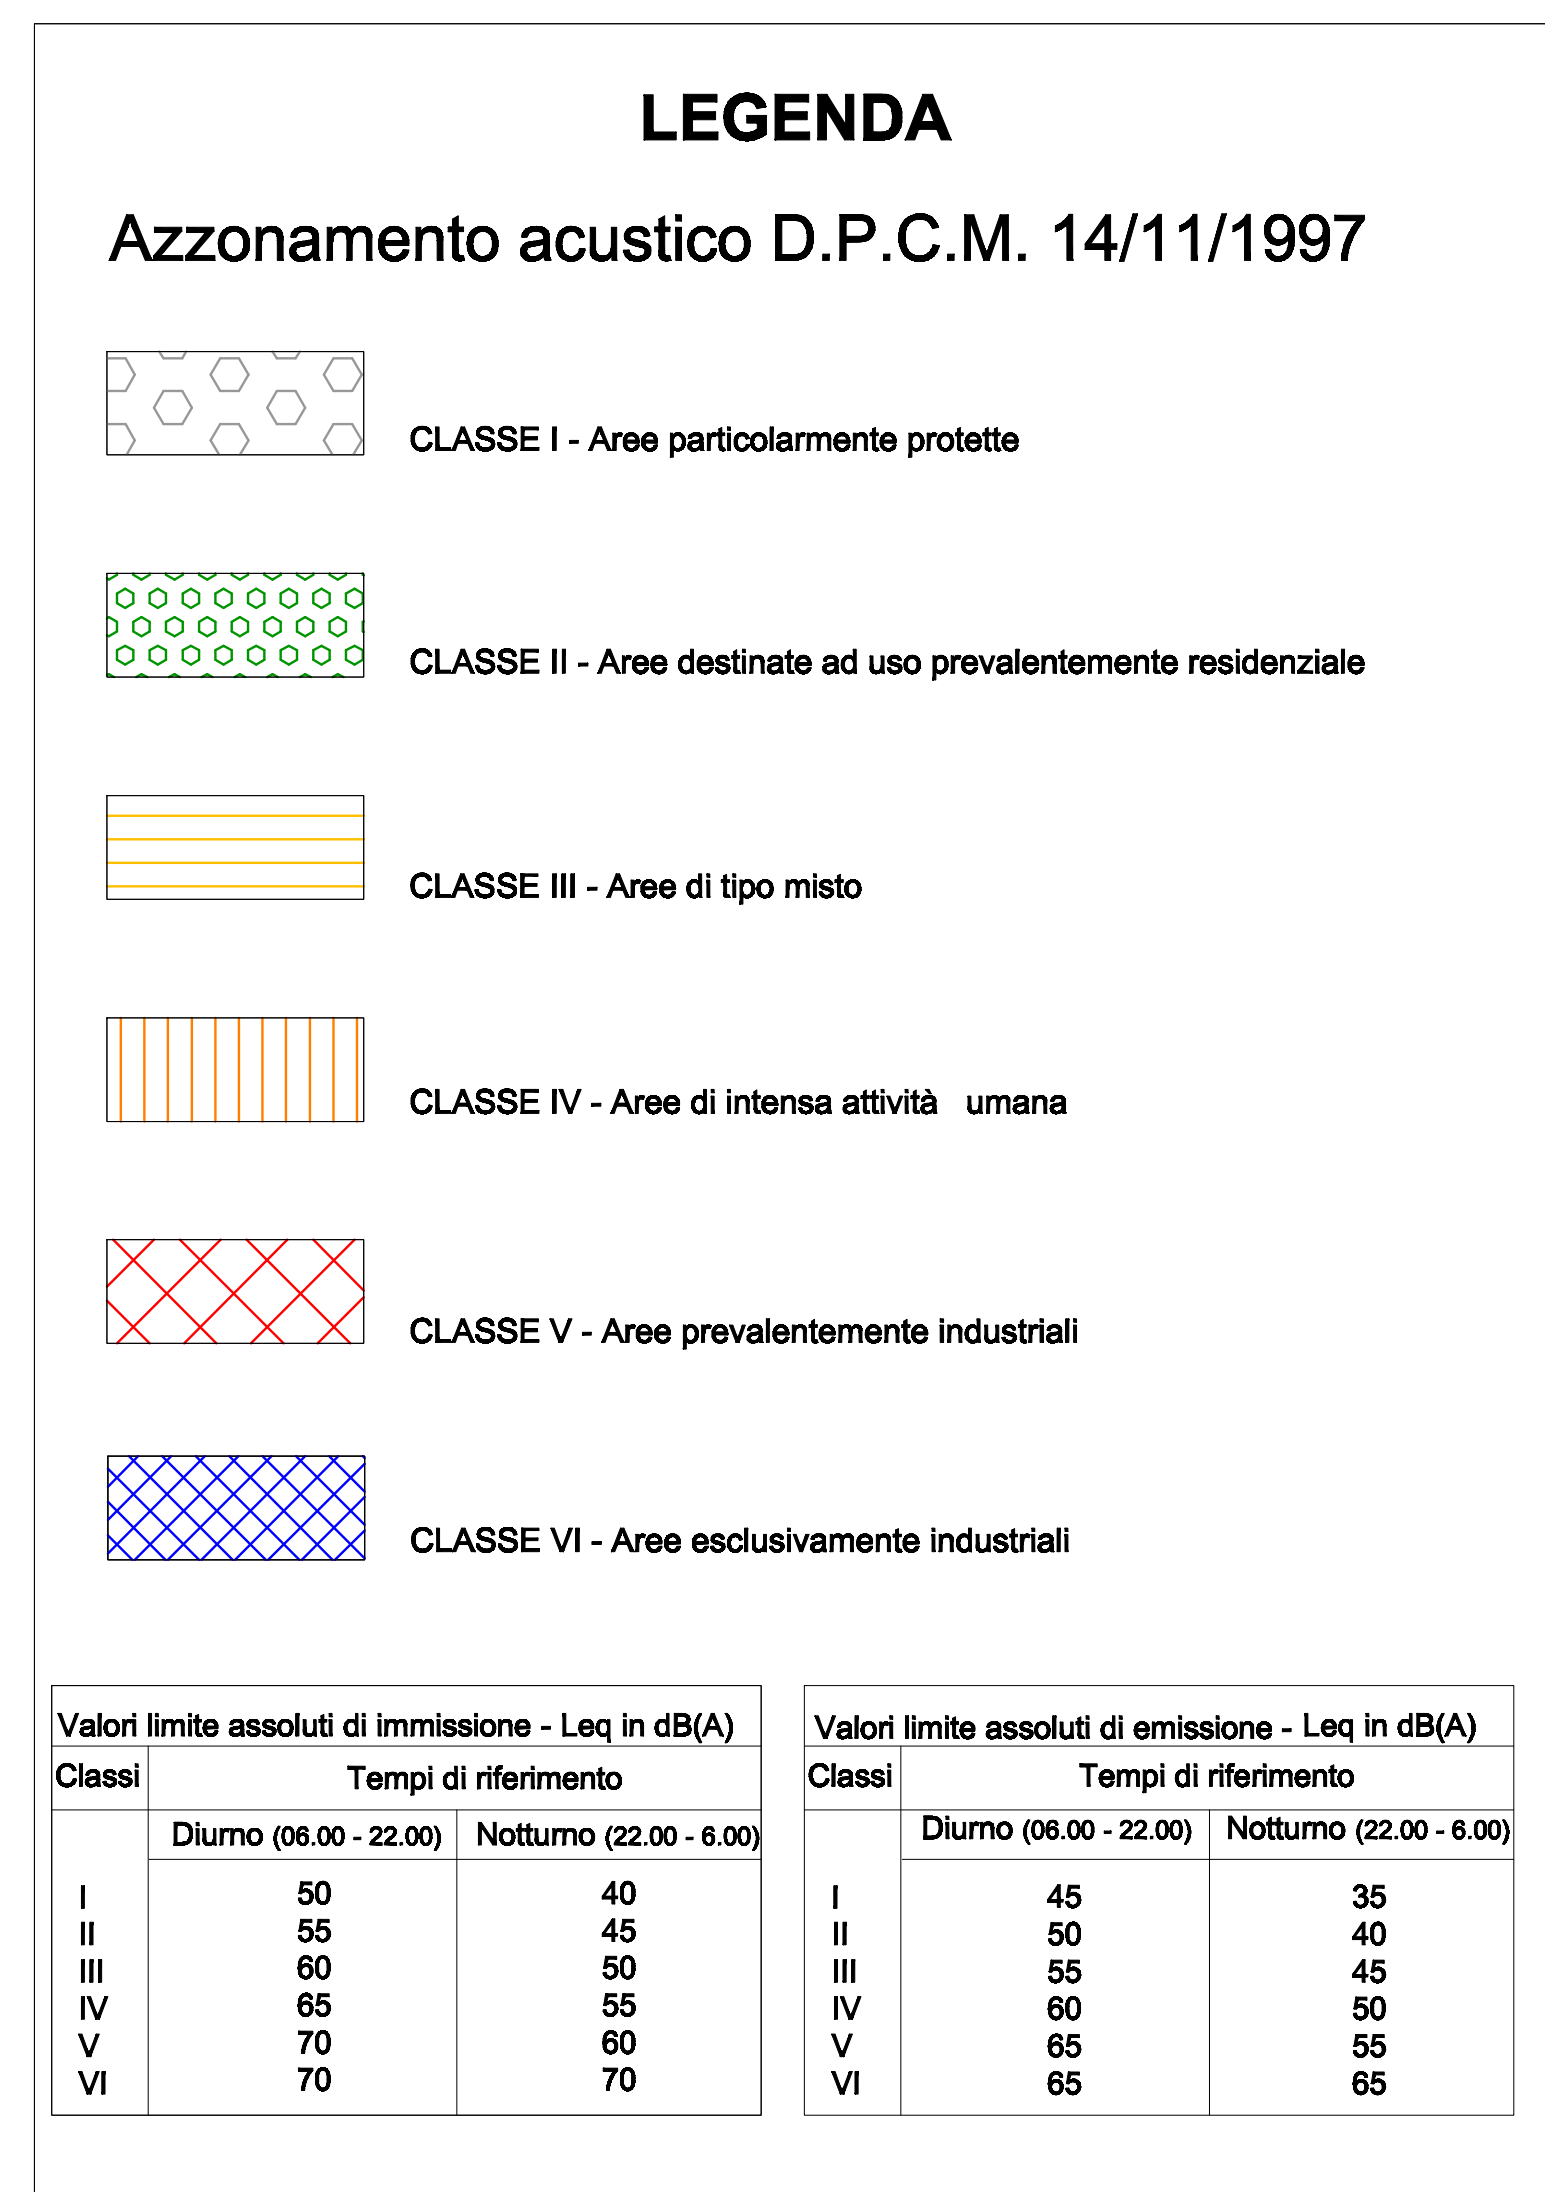 LEGENDA
Azzonamento acustico D.P.C.M. 14/11/1997
CLASSE I - Aree particolarmente protette
CLASSE II - Aree destinate ad uso prevalentemente residenziale
CLASSE III - Aree di tipo misto
CLASSE IV - Aree di intensa attività umana
CLASSE V - Aree prevalentemente industriali
CLASSE VI - Aree esclusivamente industriali
Valori limite assoluti di immissione - Leq in dB(A)
Classi Tempi di riferimento
Diurno (06.00 - 22.00) Notturno (22.00 - 6.00)
I 50 40
II 55 45
III 60 50
IV 65 55
V 70 60
VI 70 70
Valori limite assoluti di emissione - Leq in dB(A)
Classi Tempi di riferimento
Diurno (06.00 - 22.00) Notturno (22.00 - 6.00)
I 45 35
II 50 40
III 55 45
IV 60 50
V 65 55
VI 65 65